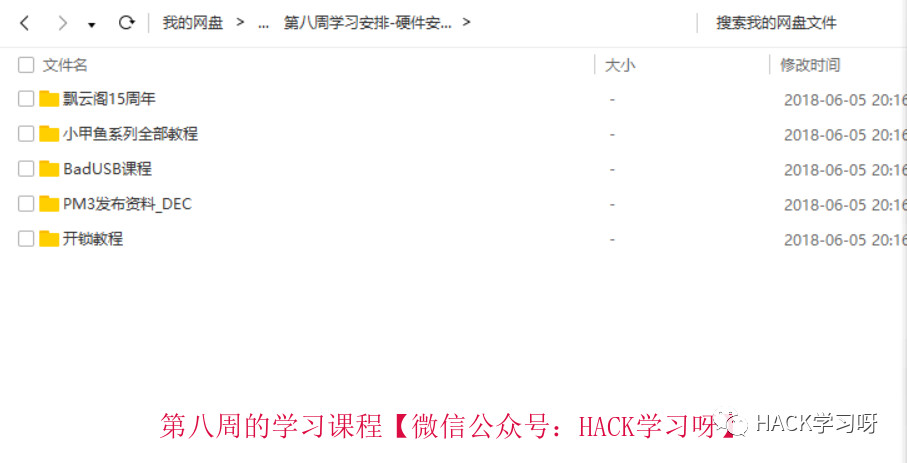 我的网盘 > ... 第八周学习安排-硬件安... > 搜索我的网盘文件
文件名 大小 修改时间
飘云阁15周年 - 2018-06-05 20:16
小甲鱼系列全部教程 - 2018-06-05 20:16
BadUSB课程 - 2018-06-05 20:16
PM3发布资料_DEC - 2018-06-05 20:16
开锁教程 - 2018-06-05 20:16
第八周的学习课程【微信公众号：HACK学习呀】
HACK学习呀